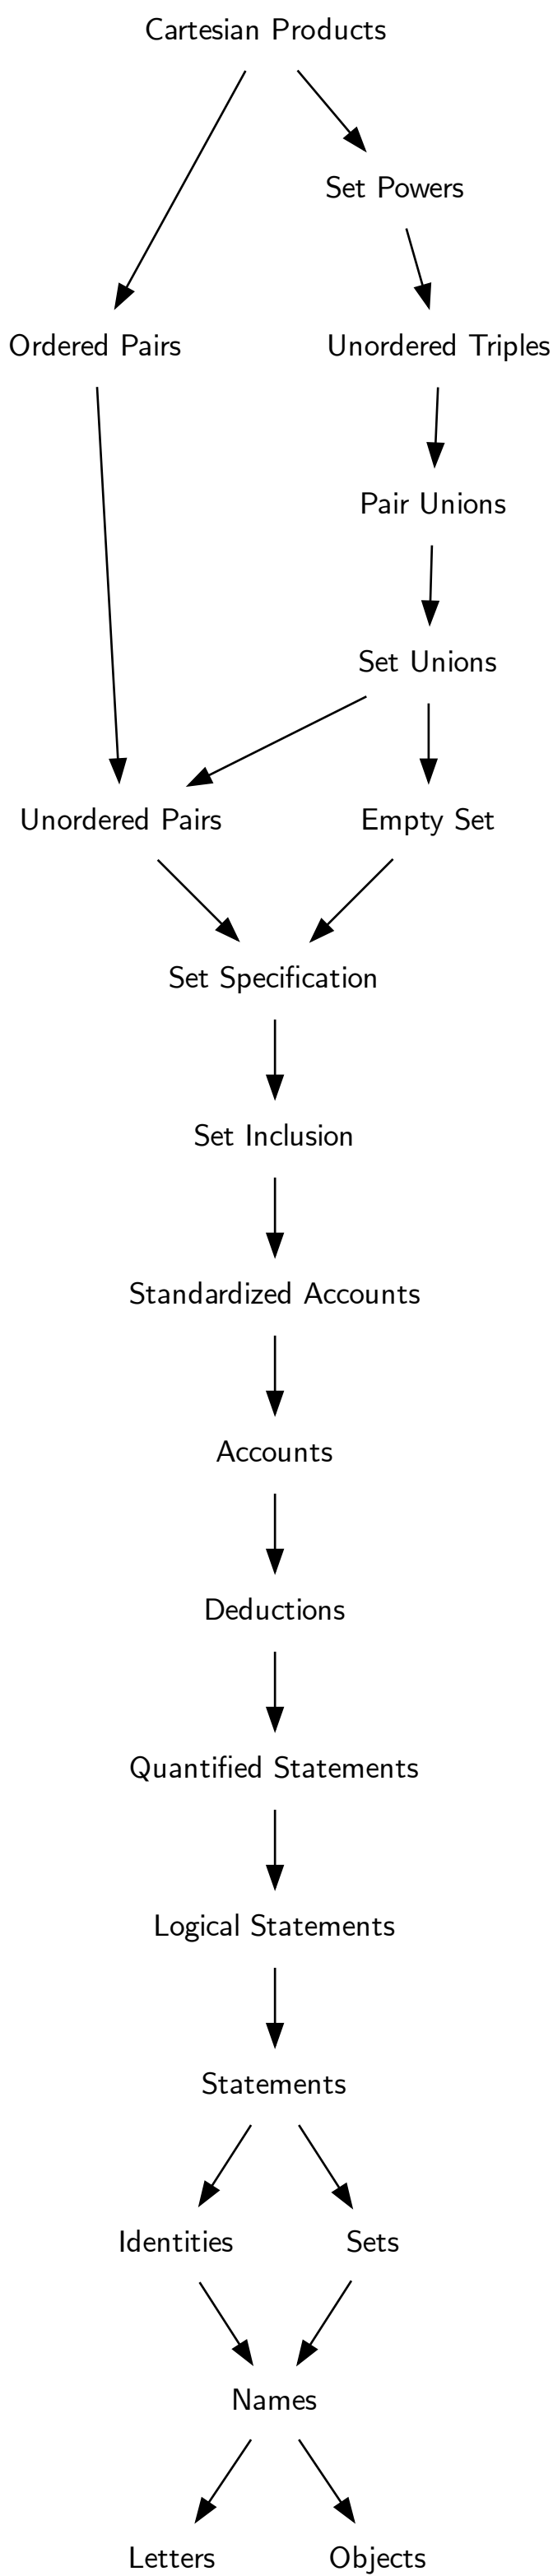 Cartesian Products
Set Powers
Ordered Pairs
Unordered Triples
Pair Unions
Set Unions
Unordered Pairs
Empty Set
Set Specification
Set Inclusion
Standardized Accounts
Accounts
Deductions
Quantified Statements
Logical Statements
Statements
Identities
Sets
Names
Letters
Objects